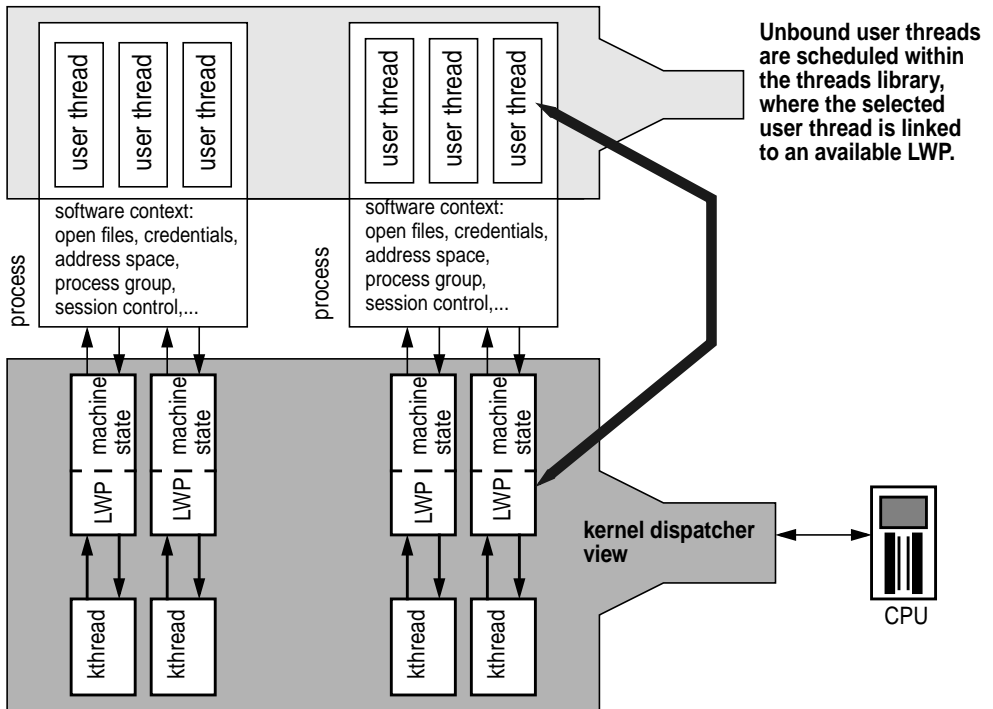 user thread
user thread
user thread
software context:
open files, credentials,
address space,
process group,
session control,...
process
user thread
user thread
user thread
software context:
open files, credentials,
address space,
process group,
session control,...
process
Unbound user threads
are scheduled within
the threads library,
where the selected
user thread is linked
to an available LWP.
machine
state
LWP
machine
state
LWP
machine
state
LWP
machine
state
LWP
kthread
kthread
kthread
kthread
kernel dispatcher
view
CPU